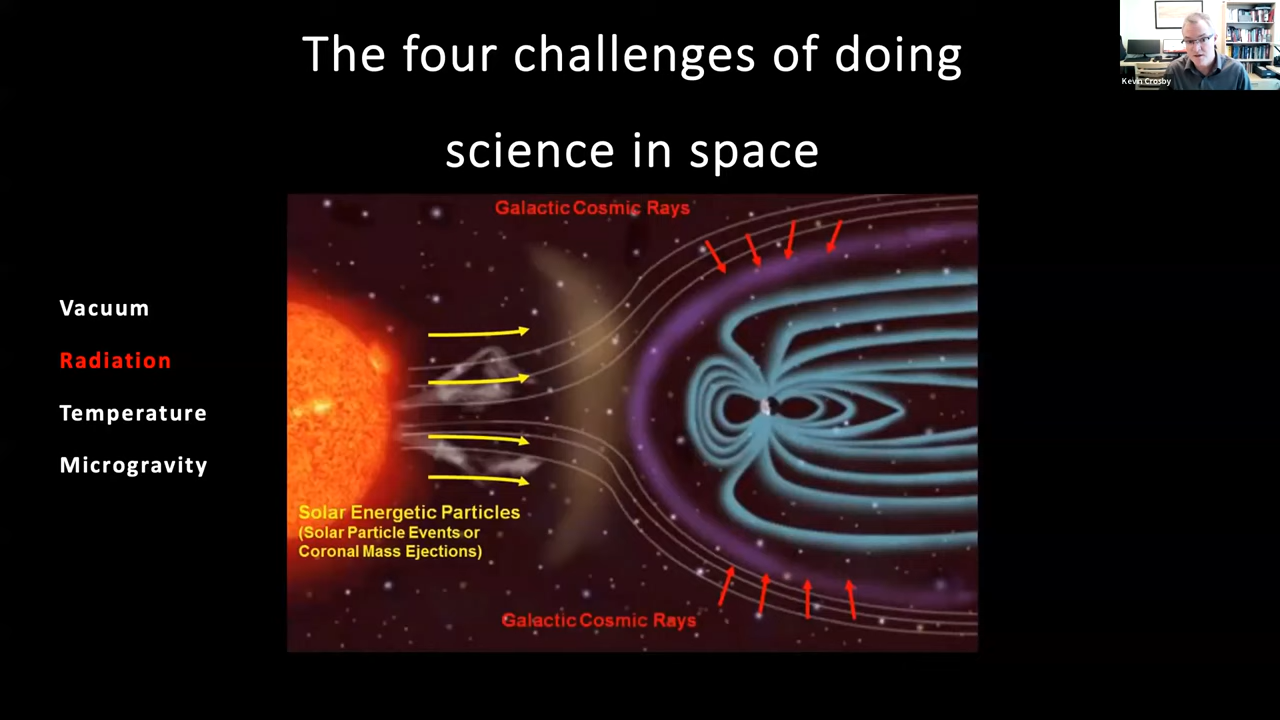 The four challenges of doing
science in space
Kevin Crosby
Galactic Cosmic Rays
Vacuum
Radiation
Temperature
Microgravity
Solar Energetic Particles
(Solar Particle Events or
Coronal Mass Ejections)
Galactic Cosmic Rays